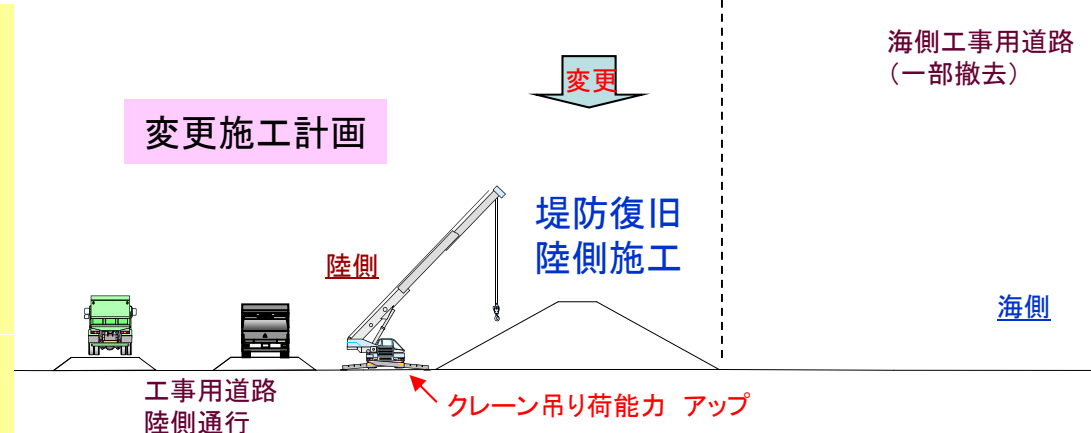 海側工事用道路
（一部撤去）
変更
変更施工計画
堤防復旧
陸側施工
陸側
海側
工事用道路
陸側通行
クレーン吊り荷能力 アップ